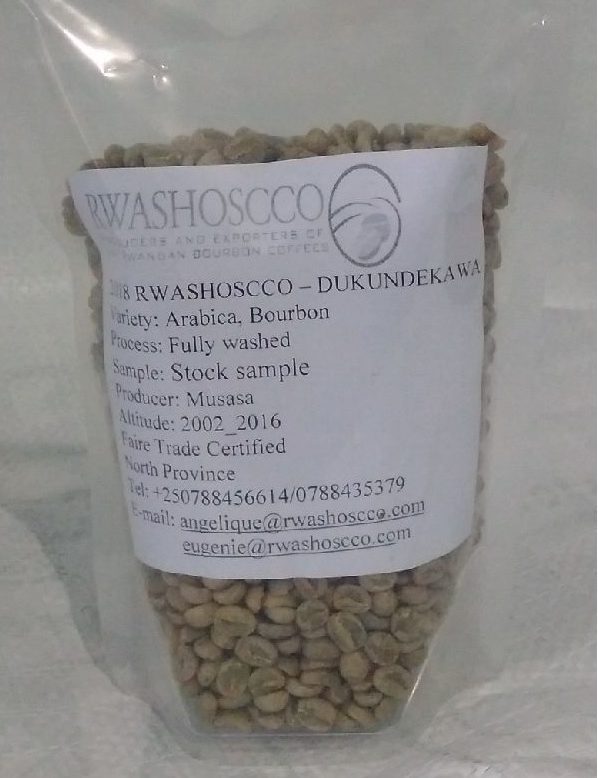 RWASHOSCCO
PRODUCERS AND EXPORTERS OF
RWANDAN BOURBON COFFEES
2018 RWASHOSCCO – DUKUNDEKAWA
Variety: Arabica, Bourbon
Process: Fully washed
Sample: Stock sample
Producer: Musasa
Altitude: 2002_2016
Faire Trade Certified
North Province
Tel: +250788456614/0788435379
E-mail: angelique@rwashoscco.com
eugenie@rwashoscco.com